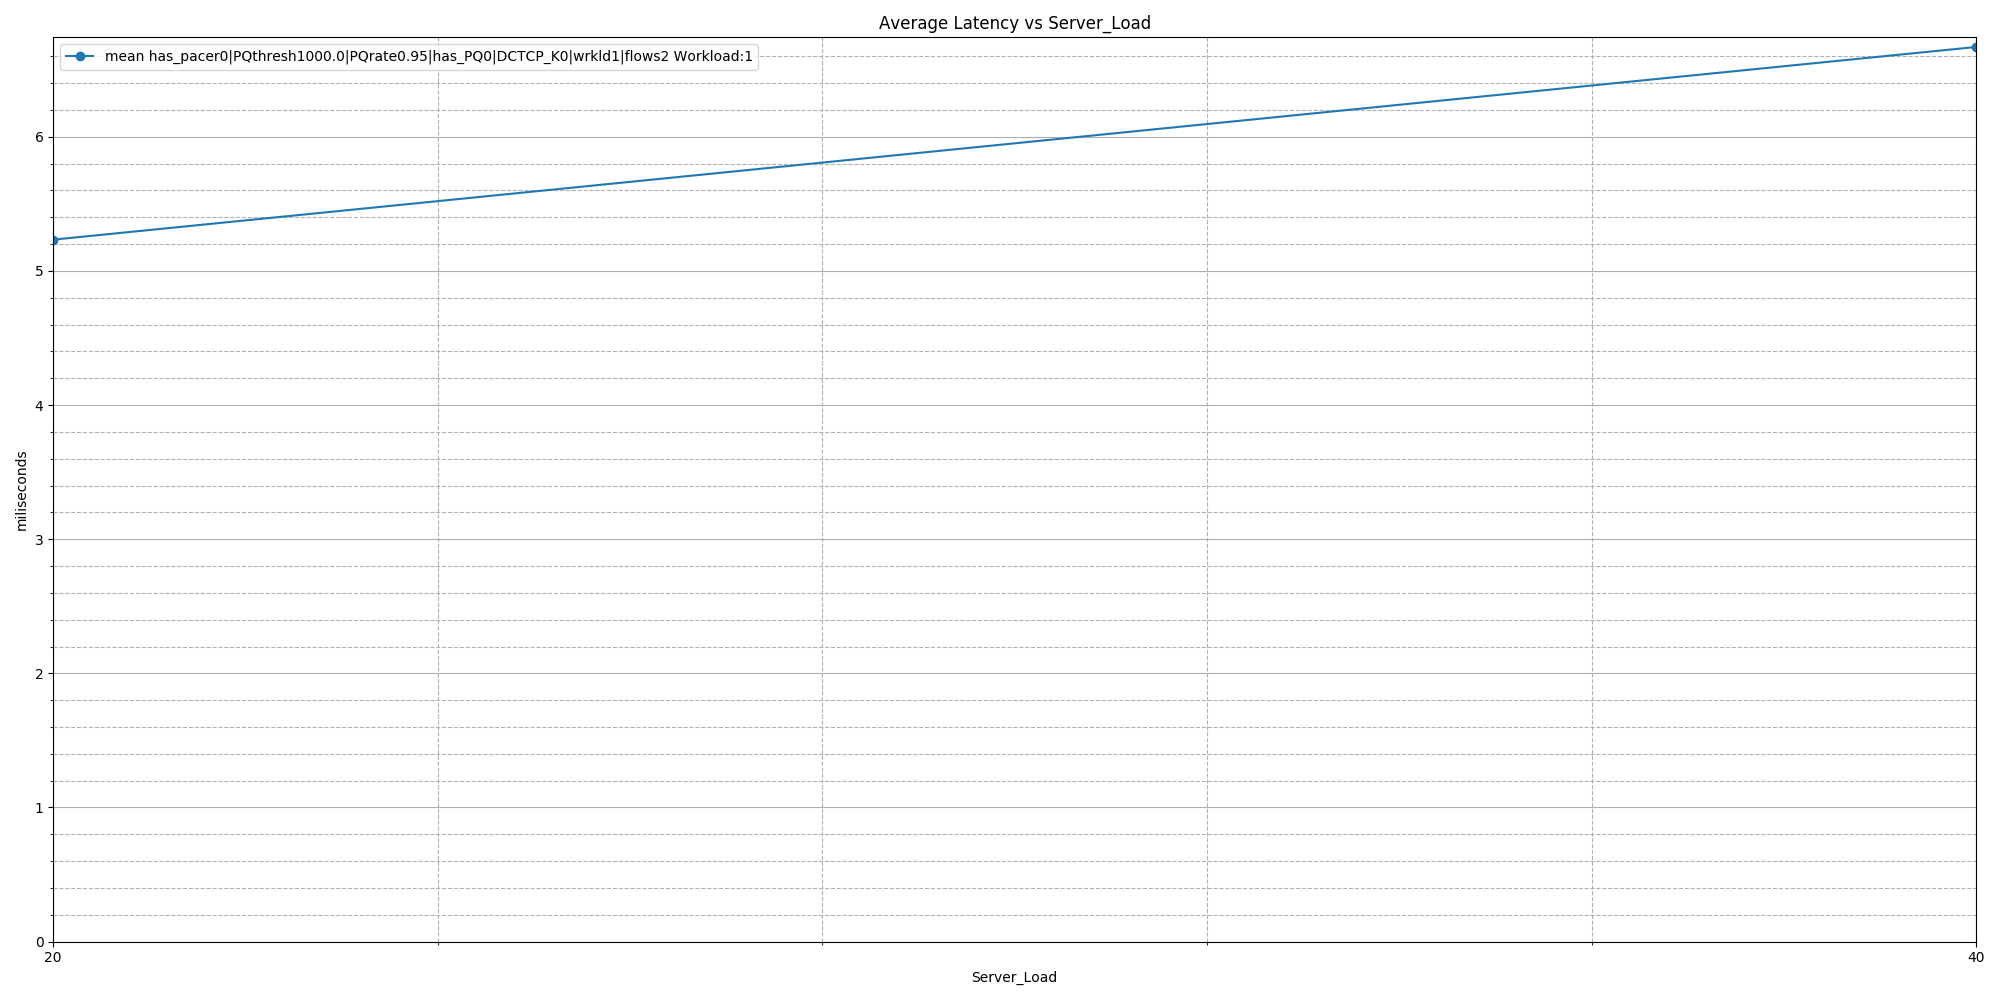 Average Latency vs Server_Load
mean has_pacer0|PQthresh1000.0|PQrate0.95|has_PQ0|DCTCP_K0|wrkld1|flows2 Workload:1
6
5
4
miliseconds
3
2
1
0
20
40
Server_Load